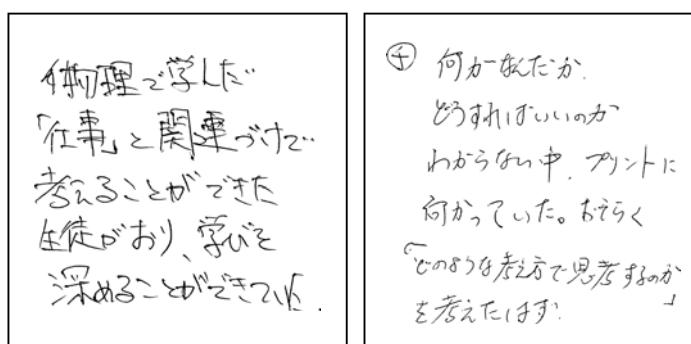 物理で学んだ
「仕事」と関連づけて
考えることができた
生徒がおり、学びを
深めることができていた
チ 何がなんだか、
どうすればいいのか
わからない中、プリントに
向かっていた。おそらく
「どのような考え方で思考するのか」
を考えたはず。